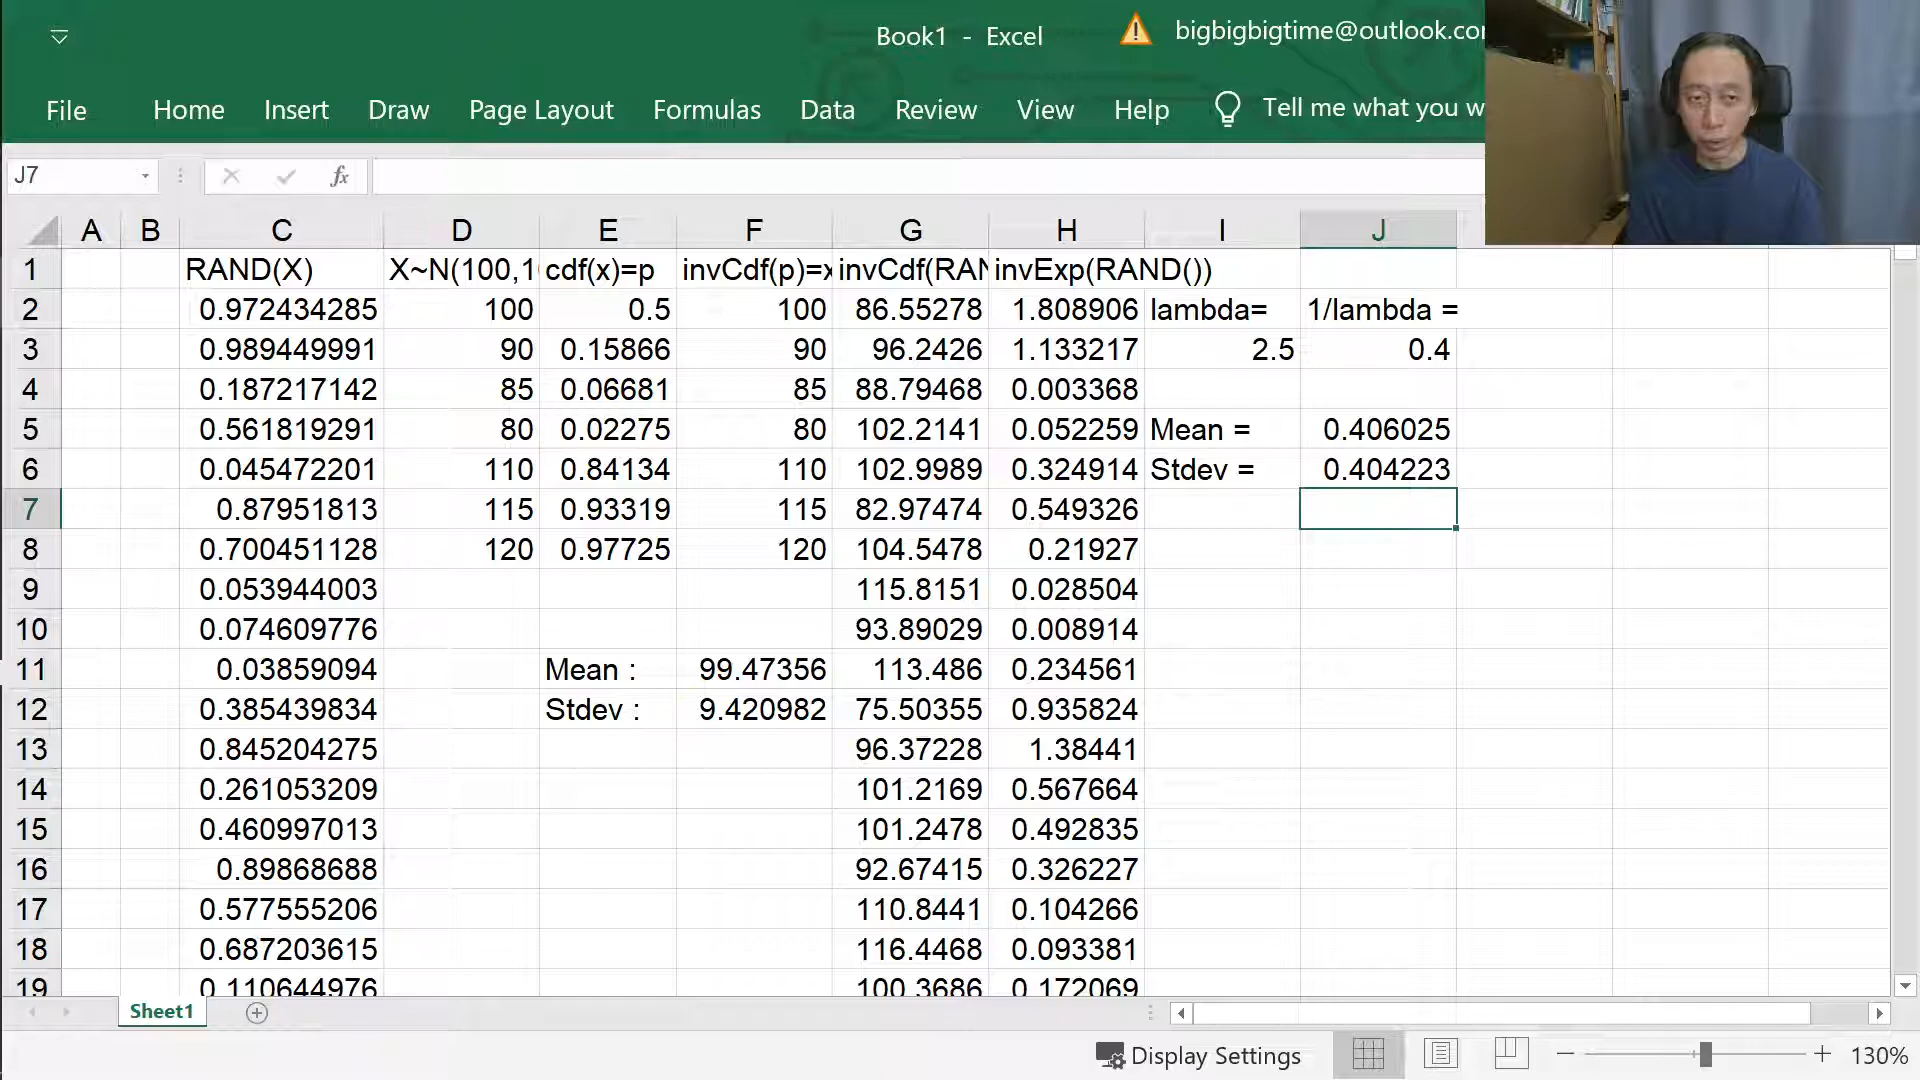 Book1 - Excel
bigbigbigtime@outlook.co
File Home Insert Draw Page Layout Formulas Data Review View Help Tell me what you w
J7 fx
A B C D E F G H I J
1 RAND(X) X~N(100,1 cdf(x)=p invCdf(p)=x invCdf(RAN invExp(RAND())
2 0.972434285 100 0.5 100 86.55278 1.808906 lambda= 1/lambda =
3 0.989449991 90 0.15866 90 96.2426 1.133217 2.5 0.4
4 0.187217142 85 0.06681 85 88.79468 0.003368
5 0.561819291 80 0.02275 80 102.2141 0.052259 Mean = 0.406025
6 0.045472201 110 0.84134 110 102.9989 0.324914 Stdev = 0.404223
7 0.87951813 115 0.93319 115 82.97474 0.549326
8 0.700451128 120 0.97725 120 104.5478 0.21927
9 0.053944003 115.8151 0.028504
10 0.074609776 93.89029 0.008914
11 0.03859094 Mean : 99.47356 113.486 0.234561
12 0.385439834 Stdev : 9.420982 75.50355 0.935824
13 0.845204275 96.37228 1.38441
14 0.261053209 101.2169 0.567664
15 0.460997013 101.2478 0.492835
16 0.89868688 92.67415 0.326227
17 0.577555206 110.8441 0.104266
18 0.687203615 116.4468 0.093381
19 0.110644976 100.3686 0.172069
Sheet1
Display Settings 130%